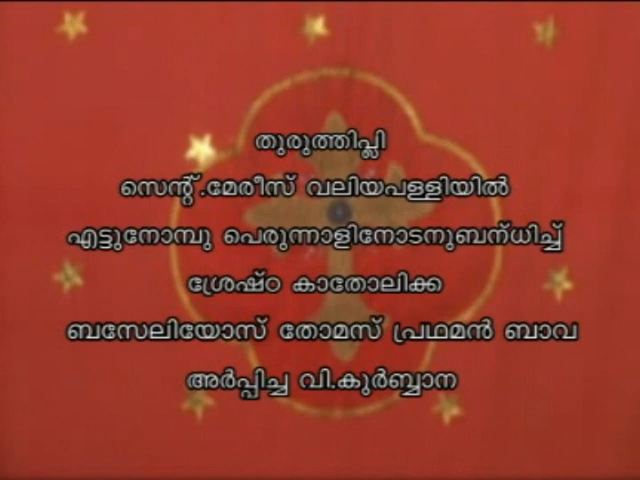 തുരുത്തിപ്ലി
സെന്റ്.മേരീസ് വലിയപള്ളിയിൽ
എട്ടുനോമ്പു പെരുന്നാളിനോടനുബന്ധിച്ച്
ശ്രേഷ്ഠ കാതോലിക്ക
ബസേലിയോസ് തോമസ് പ്രഥമൻ ബാവ
അർപ്പിച്ച വി.കുർബ്ബാന